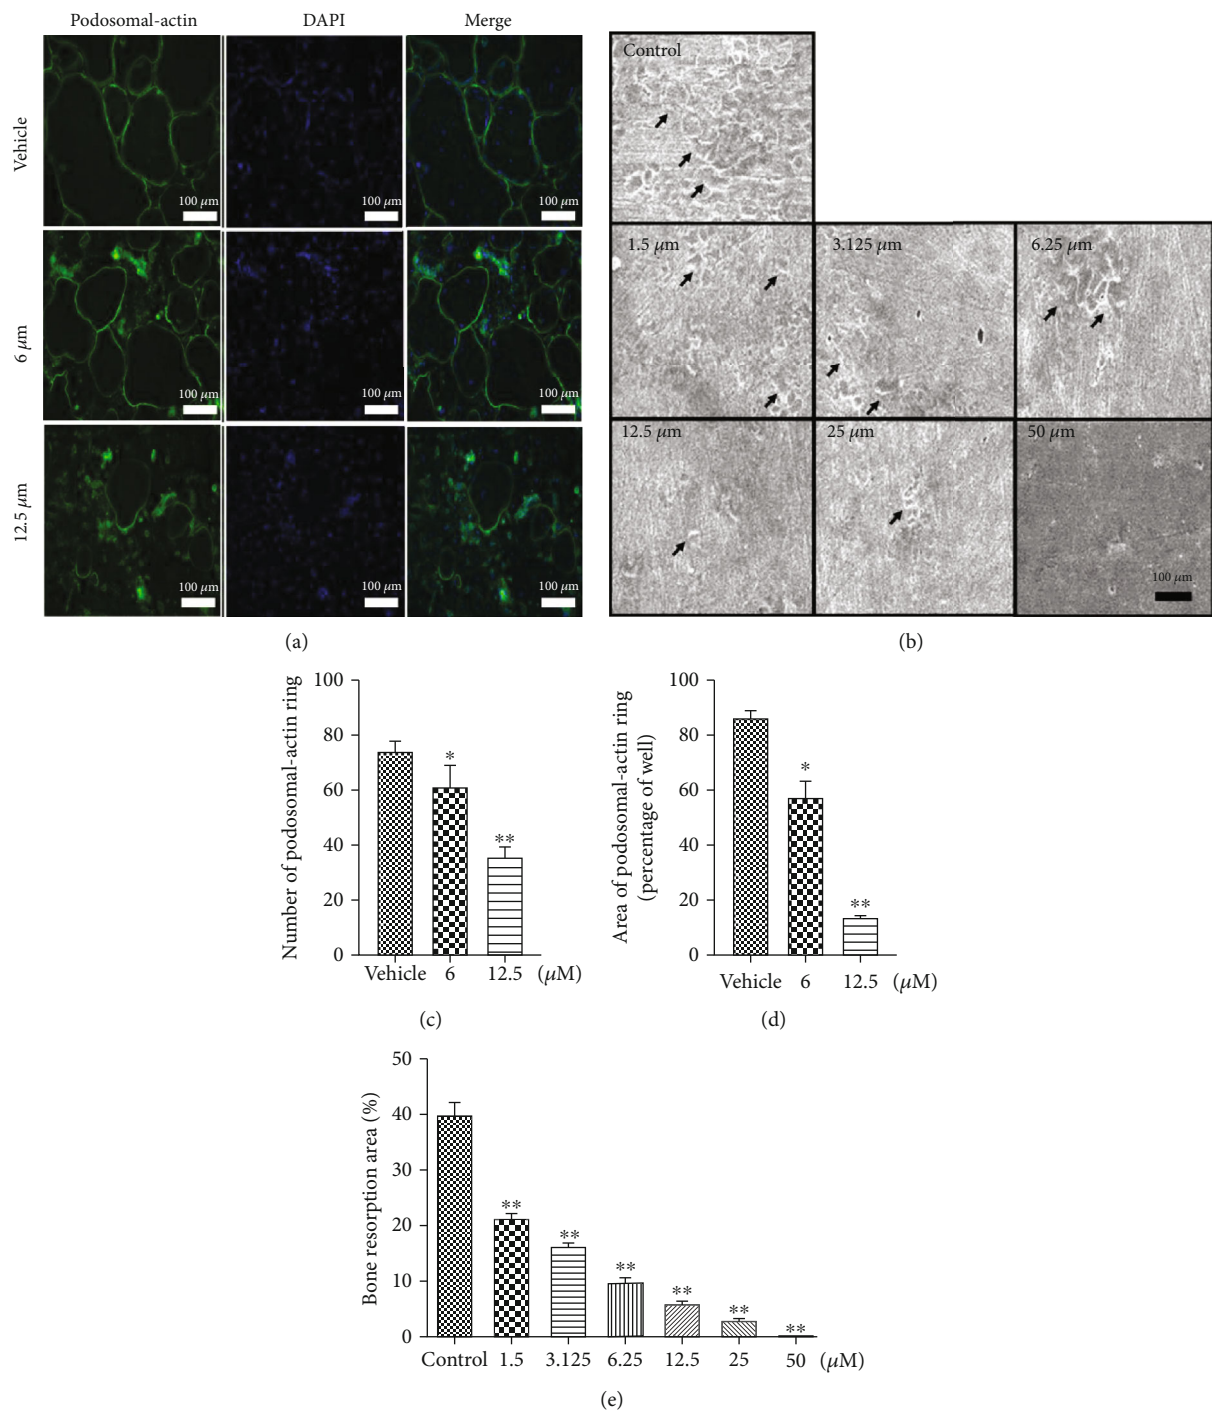 Podosomal-actin DAPI Merge
Vehicle
100 μm 100 μm 100 μm
6 μm
100 μm 100 μm 100 μm
12.5 μm
100 μm 100 μm 100 μm
(a)
Control
1.5 μm 3.125 μm 6.25 μm
12.5 μm 25 μm 50 μm
100 μm
(b)
Number of podosomal-actin ring
100
80
60
40
20
0
*
**
Vehicle 6 12.5 (μM)
(c)
Area of podosomal-actin ring
(percentage of well)
100
80
60
40
20
0
*
**
Vehicle 6 12.5 (μM)
(d)
Bone resorption area (%)
50
40
30
20
10
0
**
**
**
**
**
**
Control 1.5 3.125 6.25 12.5 25 50 (μM)
(e)